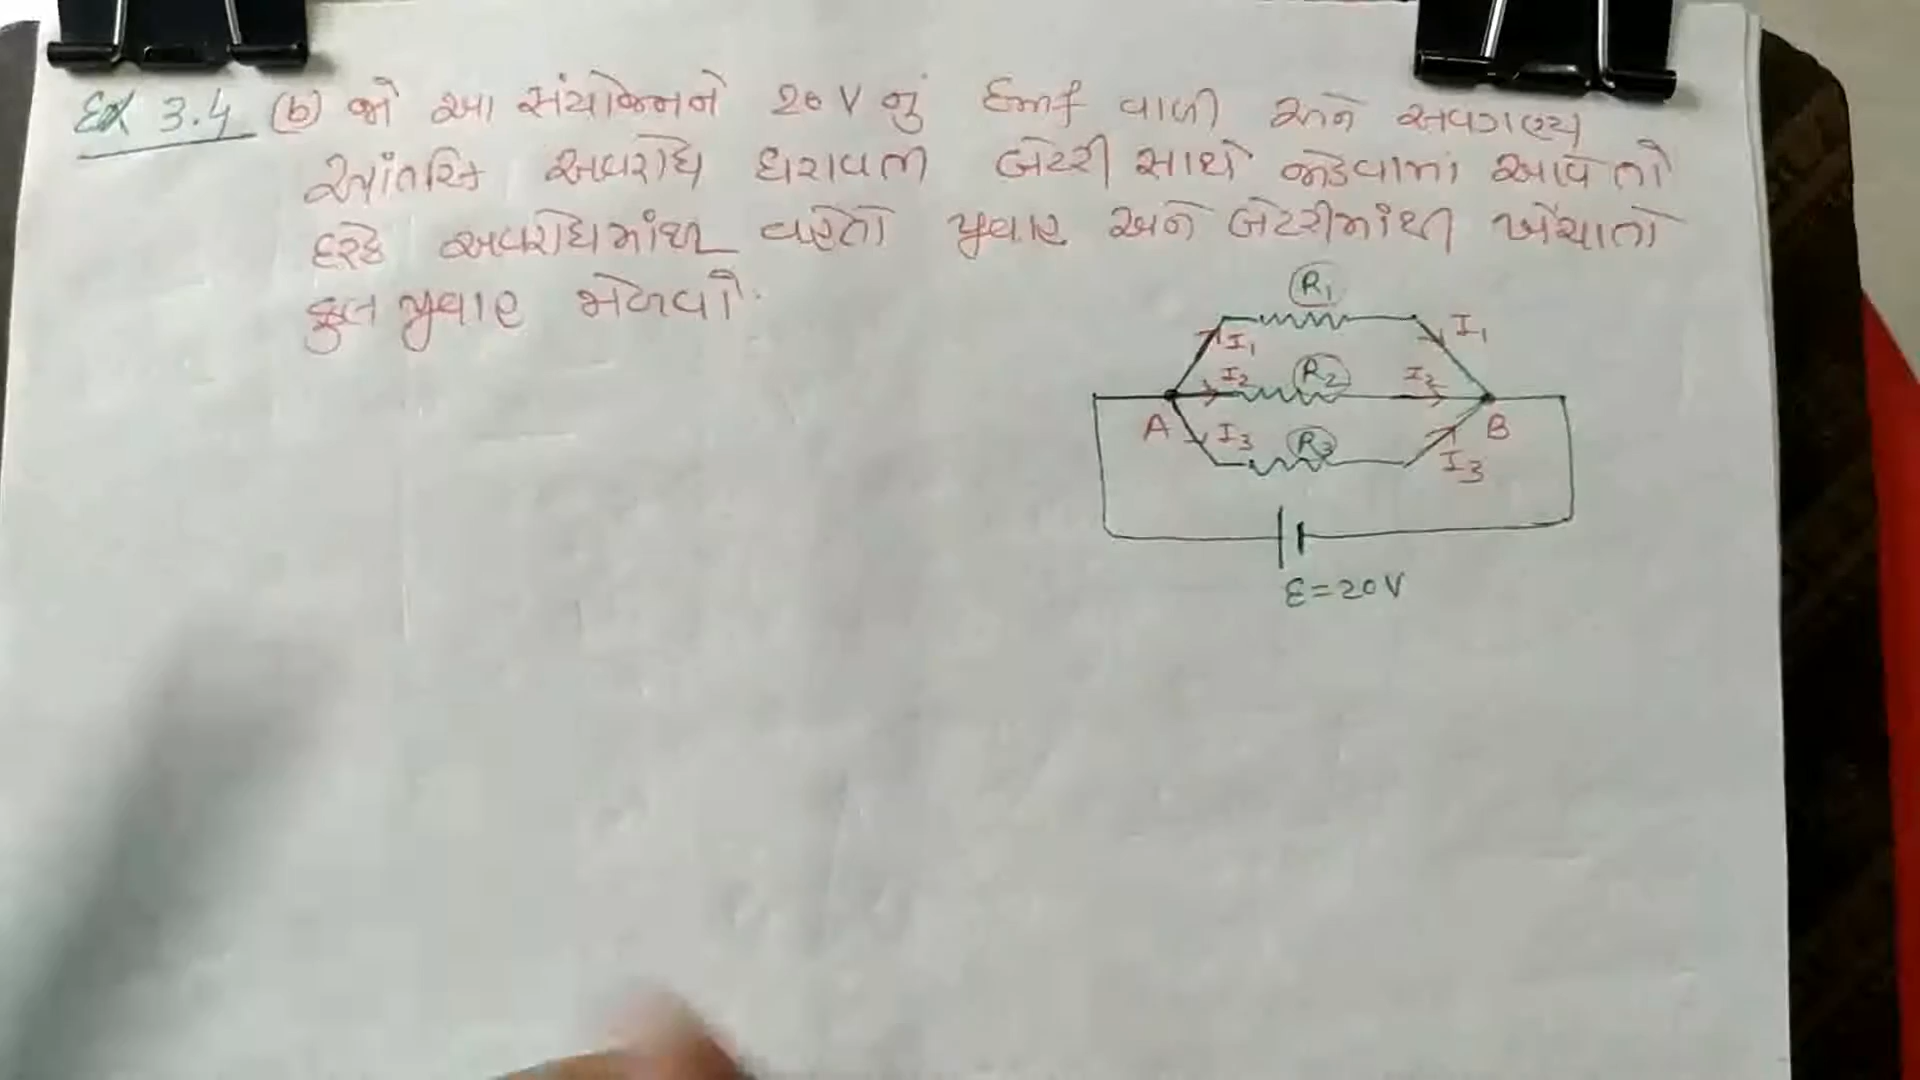 Ex 3.4 (b) જો આ સંયોજનને 20 V નું Emf વાળી અને અવગણ્ય
આંતરિક અવરોધ ધરાવતી બેટરી સાથે જોડવામાં આવે તો
દરેક અવરોધમાંથી વહેતો પ્રવાહ અને બેટરીમાંથી ખેંચાતો
કુલ પ્રવાહ મેળવો.
R₁
I₁ I₁
I₂ R₂ I₂
A I₃ R₃ I₃ B
ε = 20 V